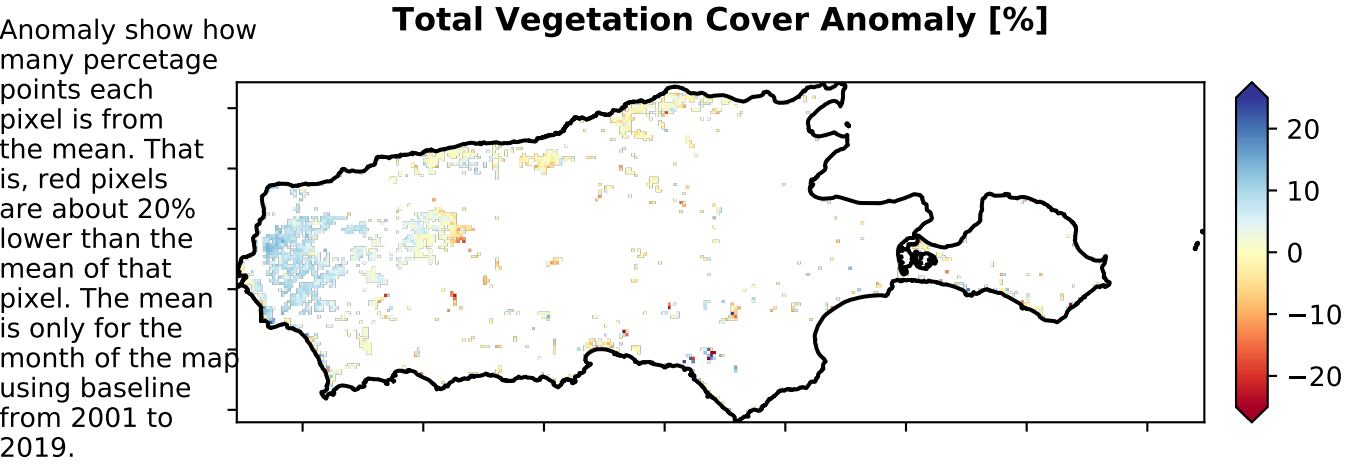 Total Vegetation Cover Anomaly [%]
Anomaly show how
many percetage
points each
pixel is from
the mean. That
is, red pixels
are about 20%
lower than the
mean of that
pixel. The mean
is only for the
month of the map
using baseline
from 2001 to
2019.
20
10
0
−10
−20